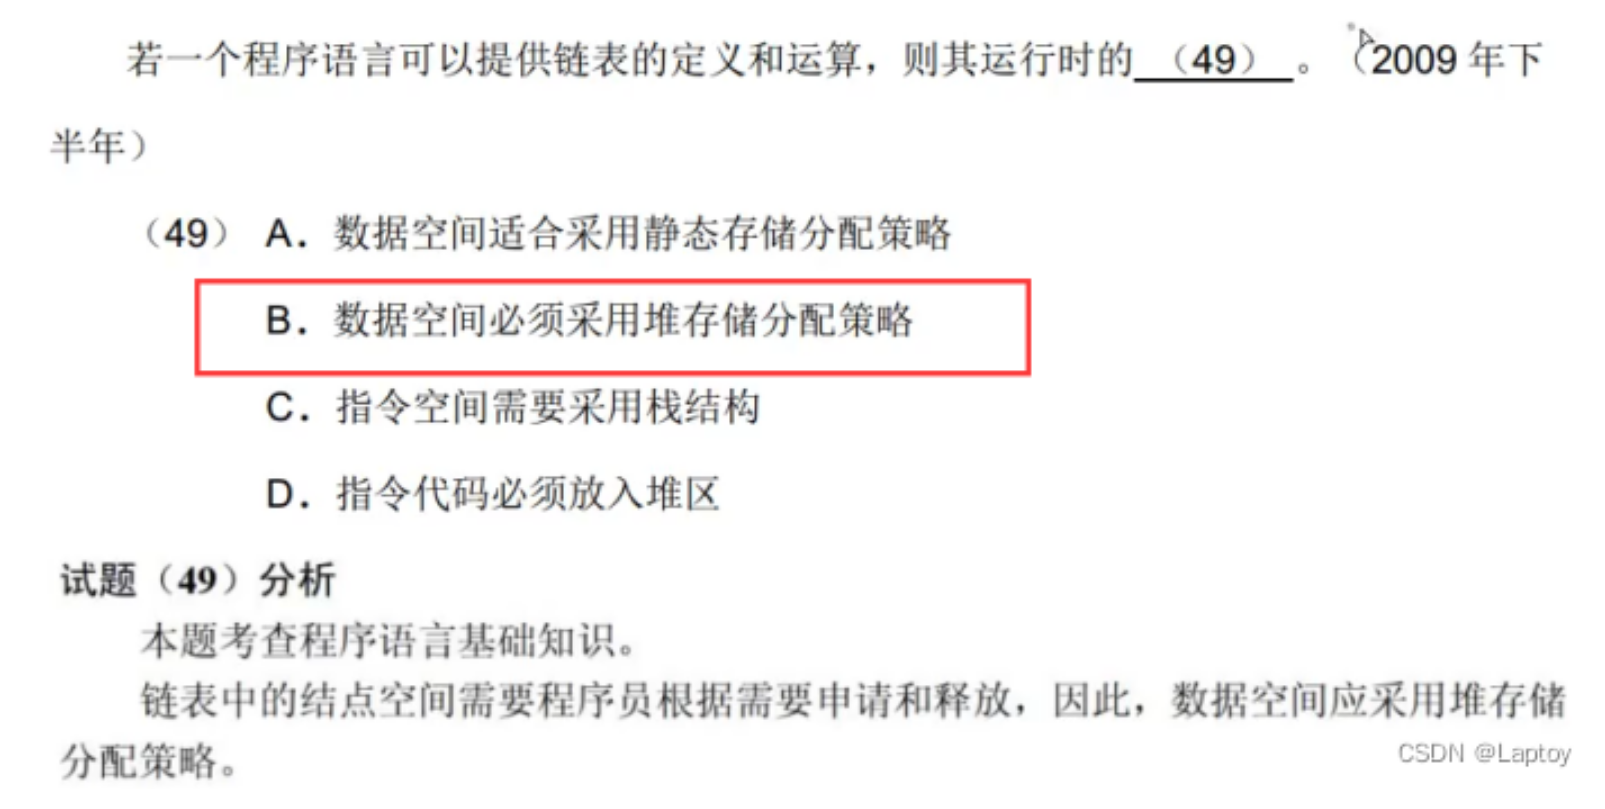 若一个程序语言可以提供链表的定义和运算，则其运行时的 （49） 。（2009 年下
半年）
（49） A．数据空间适合采用静态存储分配策略
B．数据空间必须采用堆存储分配策略
C．指令空间需要采用栈结构
D．指令代码必须放入堆区
试题（49）分析
本题考查程序语言基础知识。
链表中的结点空间需要程序员根据需要申请和释放，因此，数据空间应采用堆存储
分配策略。
CSDN @Laptoy